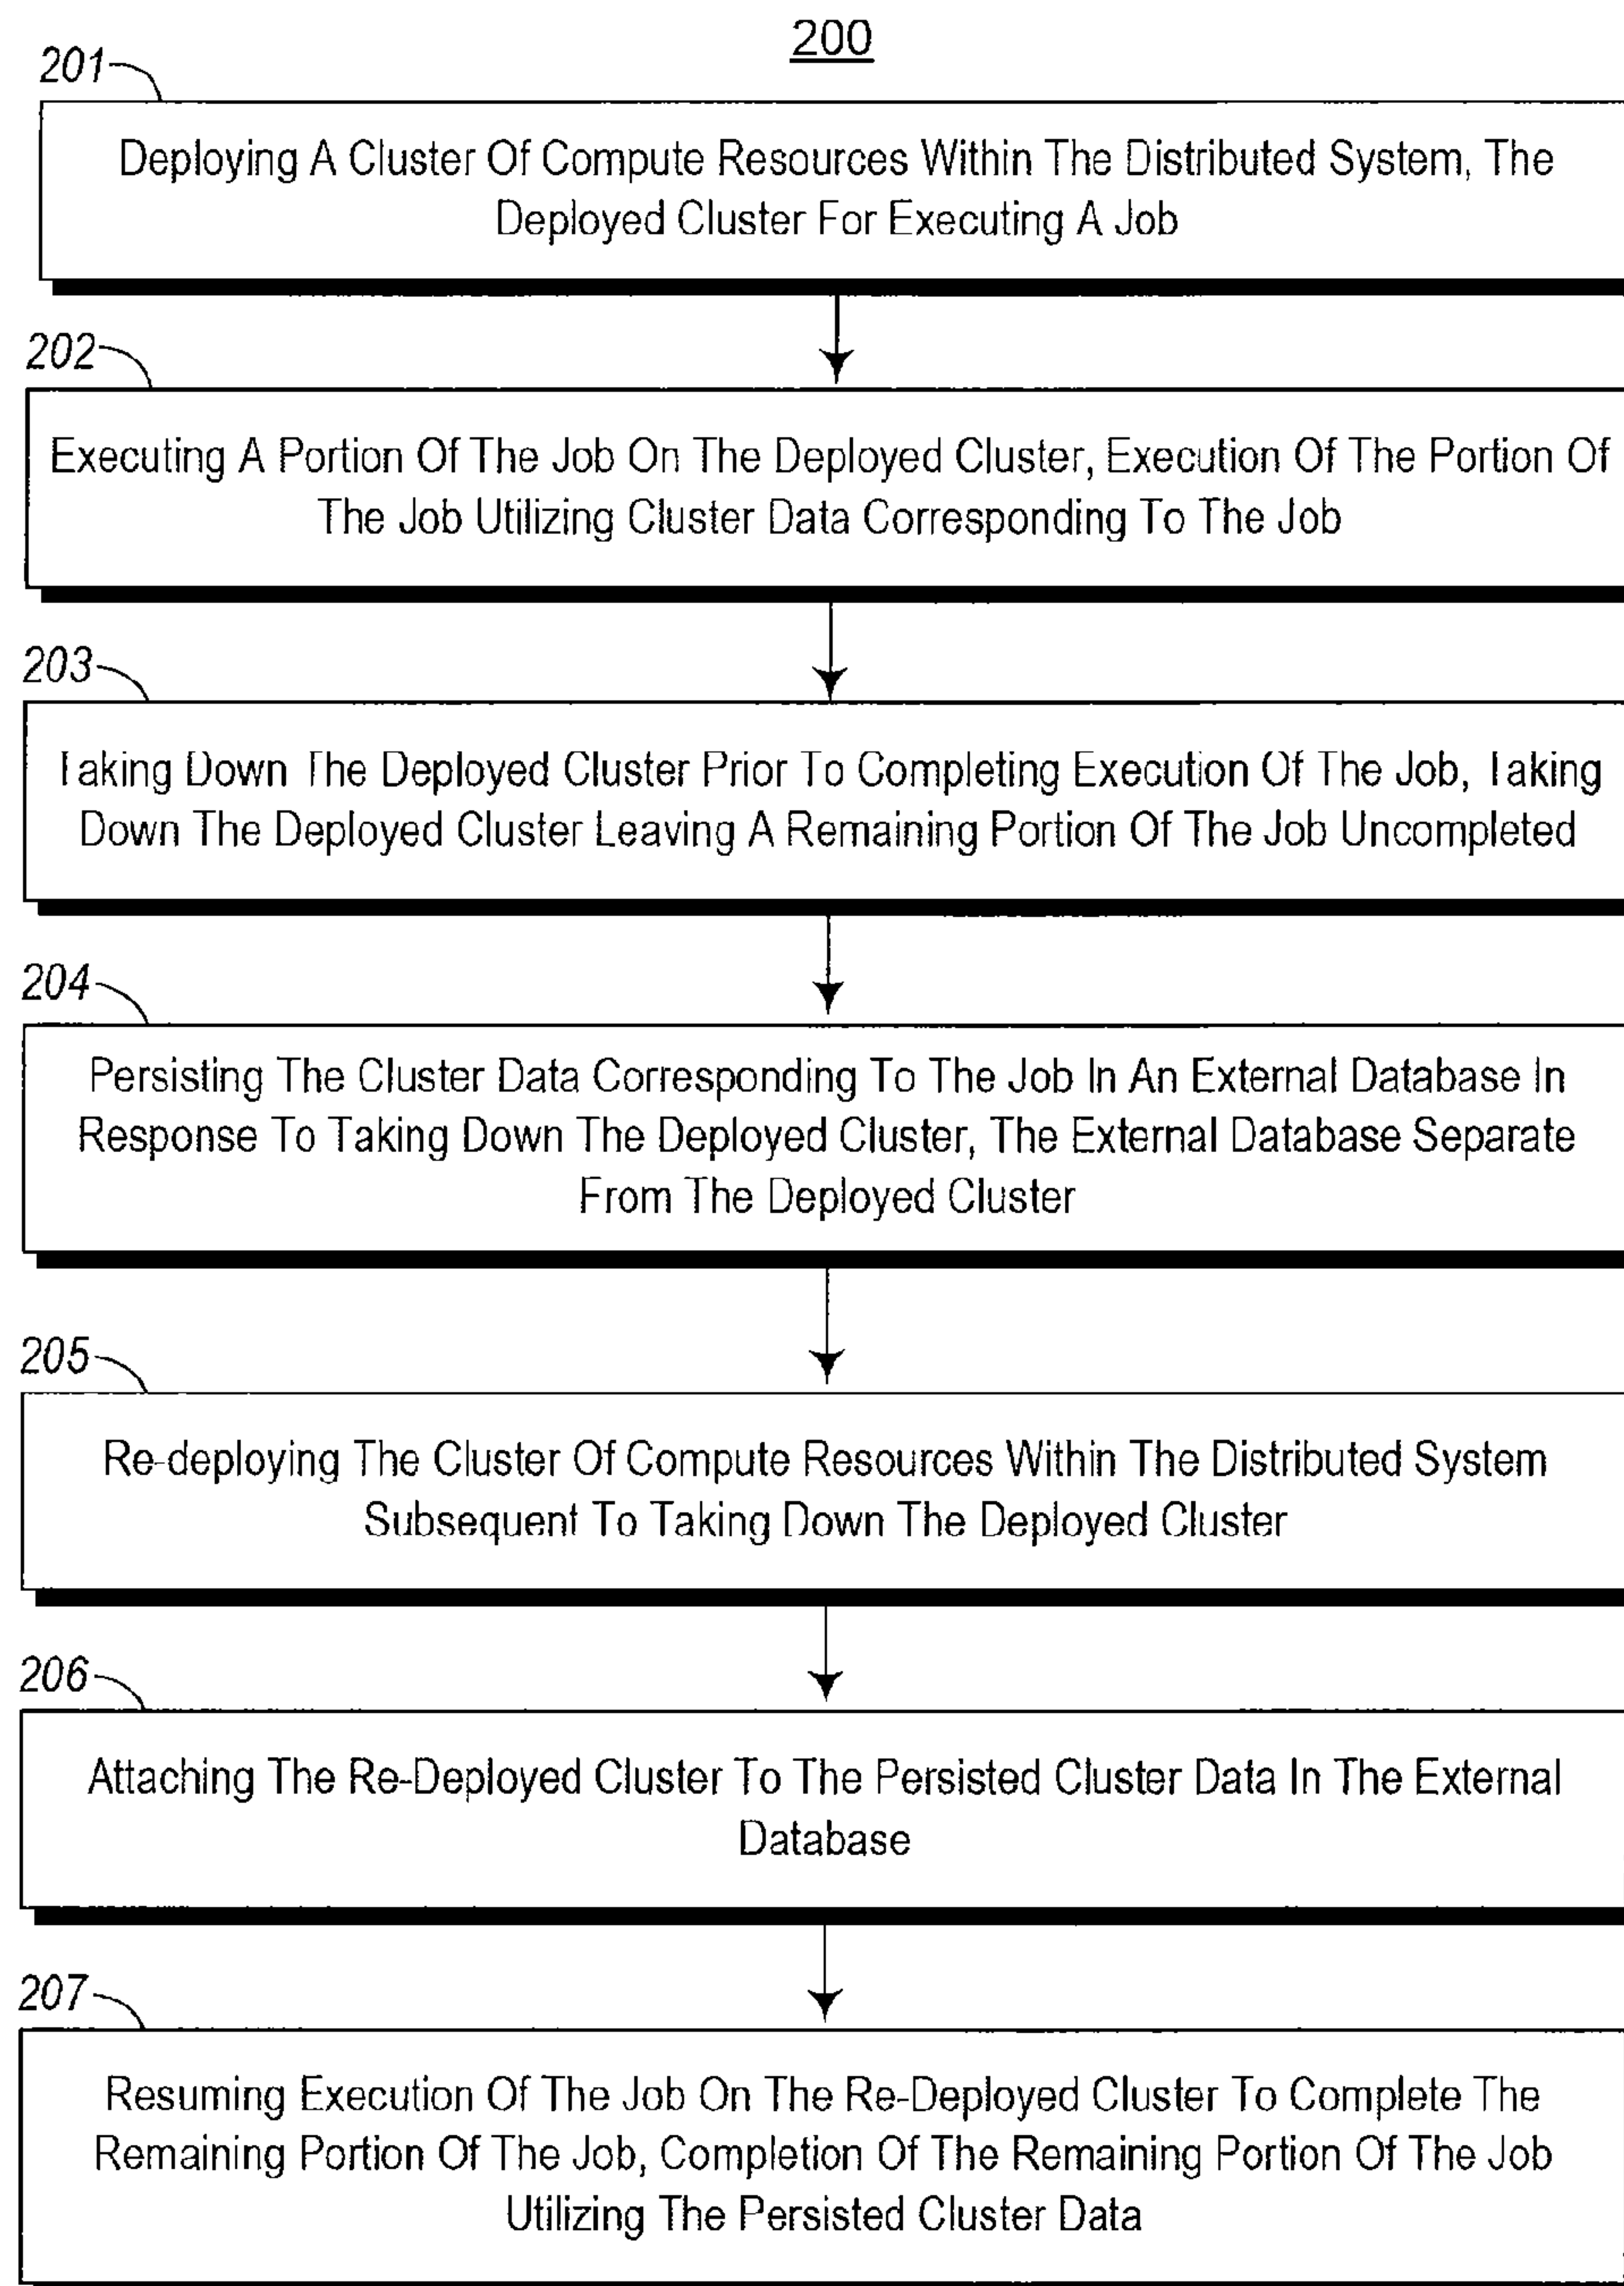 200
201
Deploying A Cluster Of Compute Resources Within The Distributed System, The
Deployed Cluster For Executing A Job
202
Executing A Portion Of The Job On The Deployed Cluster, Execution Of The Portion Of
The Job Utilizing Cluster Data Corresponding To The Job
203
Taking Down The Deployed Cluster Prior To Completing Execution Of The Job, Taking
Down The Deployed Cluster Leaving A Remaining Portion Of The Job Uncompleted
204
Persisting The Cluster Data Corresponding To The Job In An External Database In
Response To Taking Down The Deployed Cluster, The External Database Separate
From The Deployed Cluster
205
Re-deploying The Cluster Of Compute Resources Within The Distributed System
Subsequent To Taking Down The Deployed Cluster
206
Attaching The Re-Deployed Cluster To The Persisted Cluster Data In The External
Database
207
Resuming Execution Of The Job On The Re-Deployed Cluster To Complete The
Remaining Portion Of The Job, Completion Of The Remaining Portion Of The Job
Utilizing The Persisted Cluster Data